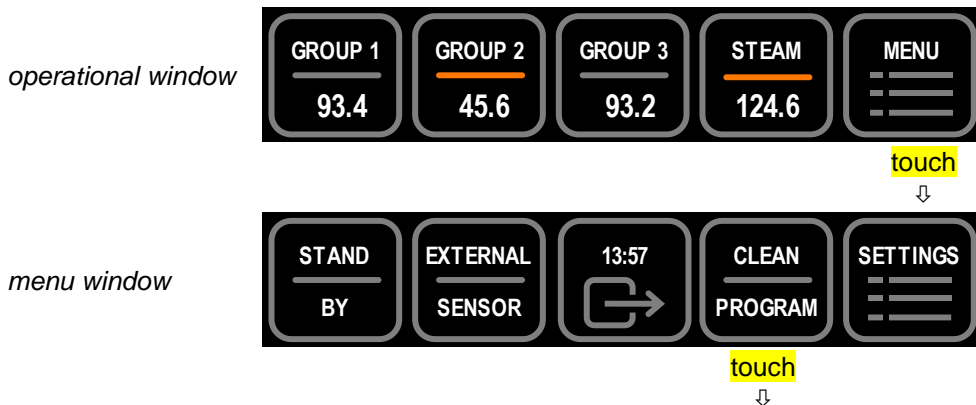 GROUP 1 GROUP 2 GROUP 3 STEAM MENU
operational window
93.4 45.6 93.2 124.6
touch
⇩
STAND EXTERNAL 13:57 CLEAN SETTINGS
menu window
BY SENSOR PROGRAM
touch
⇩